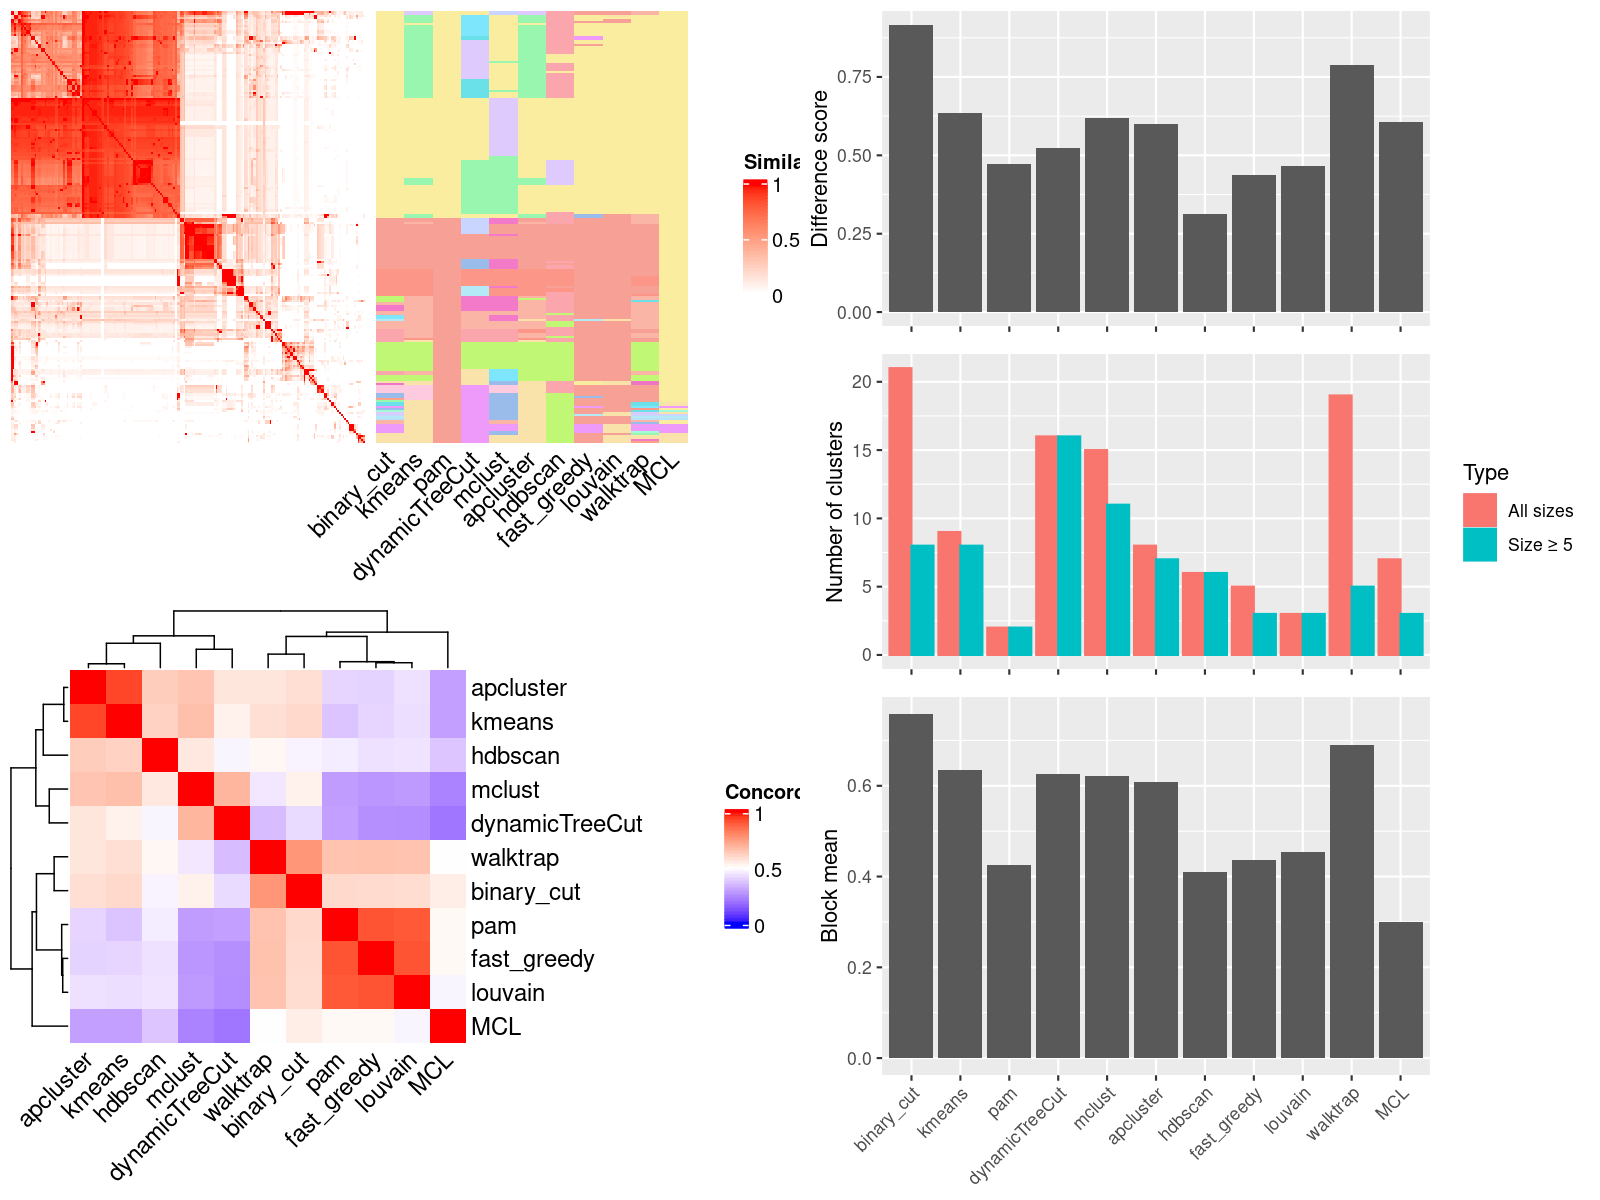 Simila
1
0.5
0
binary_cut
kmeans
pam
dynamicTreeCut
mclust
apcluster
hdbscan
fast_greedy
louvain
walktrap
MCL
Difference score
0.75
0.50
0.25
0.00
Number of clusters
20
15
10
5
0
Type
All sizes
Size ≥ 5
apcluster
kmeans
hdbscan
mclust
dynamicTreeCut
walktrap
binary_cut
pam
fast_greedy
louvain
MCL
apcluster
kmeans
hdbscan
mclust
dynamicTreeCut
walktrap
binary_cut
pam
fast_greedy
louvain
MCL
Concord
1
0.5
0
Block mean
0.6
0.4
0.2
0.0
binary_cut
kmeans
pam
dynamicTreeCut
mclust
apcluster
hdbscan
fast_greedy
louvain
walktrap
MCL